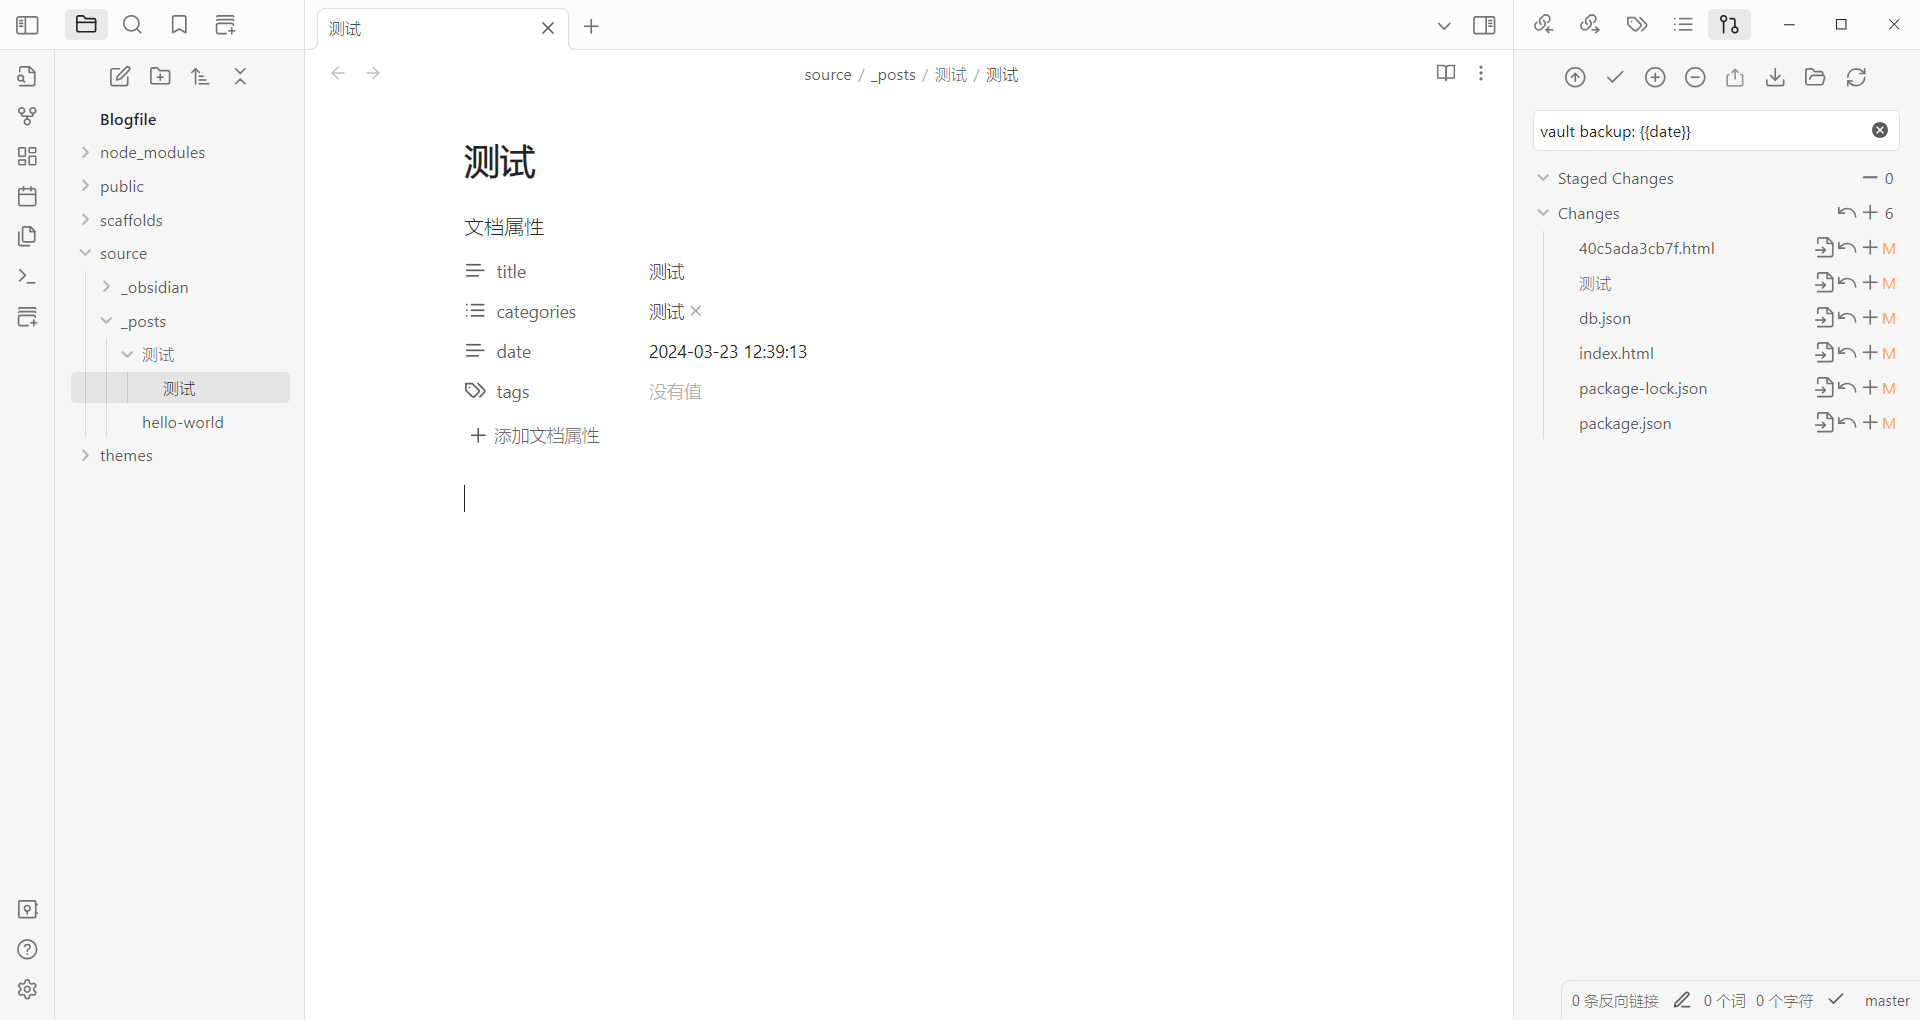 测试
Blogfile
node_modules
public
scaffolds
source
_obsidian
_posts
测试
测试
hello-world
themes
source / _posts / 测试 / 测试
测试
文档属性
title 测试
categories 测试
date 2024-03-23 12:39:13
tags 没有值
添加文档属性
vault backup: {{date}}
Staged Changes 0
Changes 6
40c5ada3cb7f.html M
测试 M
db.json M
index.html M
package-lock.json M
package.json M
0 条反向链接 0 个词 0 个字符 master